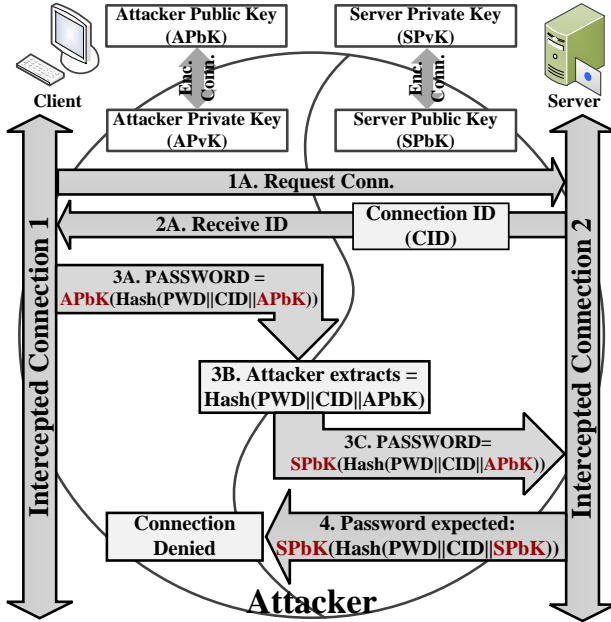 Attacker Public Key
(APbK)
Server Private Key
(SPvK)
Enc.
Conn.
Enc.
Conn.
Client
Server
Attacker Private Key
(APvK)
Server Public Key
(SPbK)
1A. Request Conn.
2A. Receive ID
Connection ID
(CID)
Intercepted Connection 1
Intercepted Connection 2
3A. PASSWORD =
APbK(Hash(PWD||CID||APbK))
3B. Attacker extracts =
Hash(PWD||CID||APbK)
3C. PASSWORD=
SPbK(Hash(PWD||CID||APbK))
Connection
Denied
4. Password expected:
SPbK(Hash(PWD||CID||SPbK))
Attacker